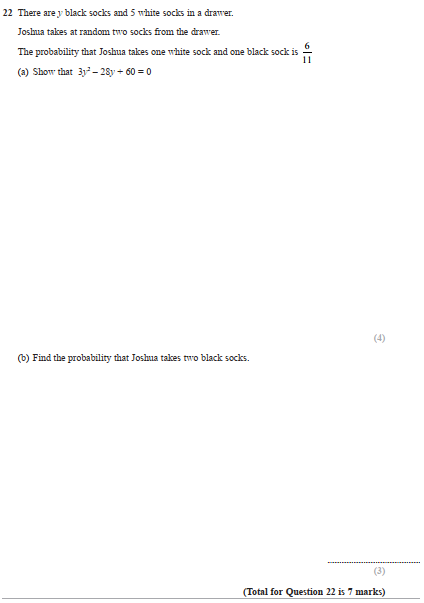 22 There are y black socks and 5 white socks in a drawer.
Joshua takes at random two socks from the drawer.
The probability that Joshua takes one white sock and one black sock is 6/11
(a) Show that 3y² – 28y + 60 = 0
(4)
(b) Find the probability that Joshua takes two black socks.
(3)
(Total for Question 22 is 7 marks)